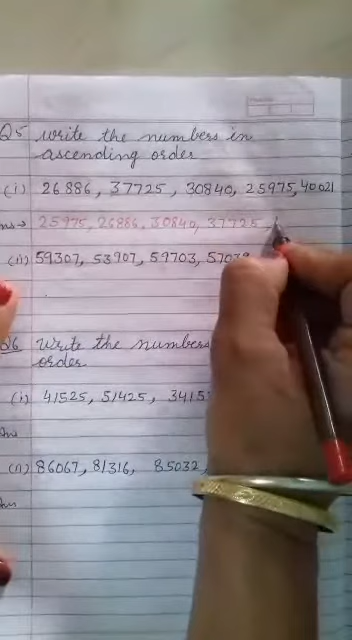 Q5 write the numbers in
ascending order
(i) 26886, 37725, 30840, 25975, 40021
Ans→ 25975, 26886, 30840, 37725,
(ii) 59307, 53907, 59703,
Q6 Write the numbers
order
(i) 41525, 51425, 3415
Ans
(ii) 86067, 81316, 85032,
Ans